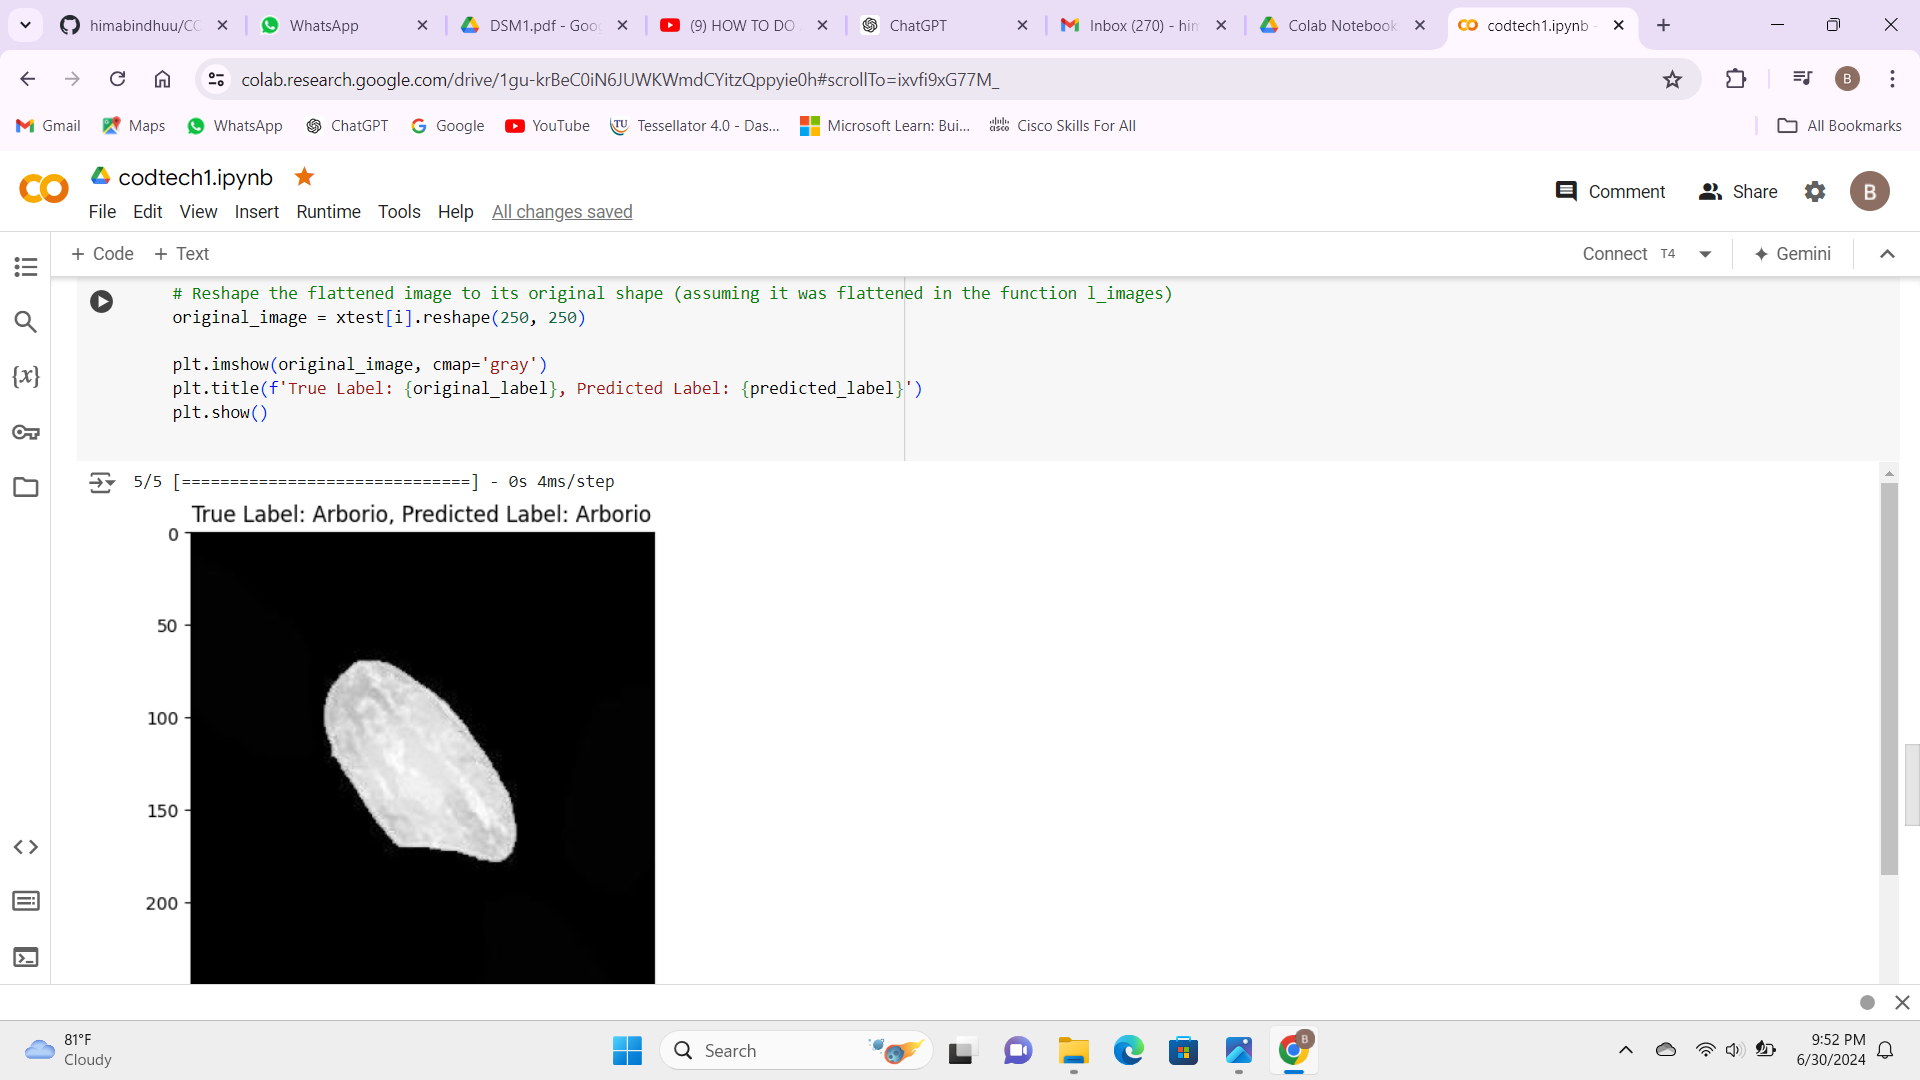 himabindhuu/CO
WhatsApp
DSM1.pdf - Goo
(9) HOW TO DO
ChatGPT
Inbox (270) - him
Colab Notebook
codtech1.ipynb -
colab.research.google.com/drive/1gu-krBeC0iN6JUWKWmdCYitzQppyie0h#scrollTo=ixvfi9xG77M_
B
Gmail
Maps
WhatsApp
ChatGPT
Google
YouTube
TU Tessellator 4.0 - Das...
Microsoft Learn: Bui...
cisco Cisco Skills For All
All Bookmarks
codtech1.ipynb
Comment
Share
B
File Edit View Insert Runtime Tools Help All changes saved
+ Code + Text
Connect T4
Gemini
# Reshape the flattened image to its original shape (assuming it was flattened in the function l_images)
original_image = xtest[i].reshape(250, 250)
plt.imshow(original_image, cmap='gray')
plt.title(f'True Label: {original_label}, Predicted Label: {predicted_label}')
plt.show()
5/5 [==============================] - 0s 4ms/step
True Label: Arborio, Predicted Label: Arborio
0
50
100
150
200
{x}
81°F
Cloudy
Search
B
9:52 PM
6/30/2024